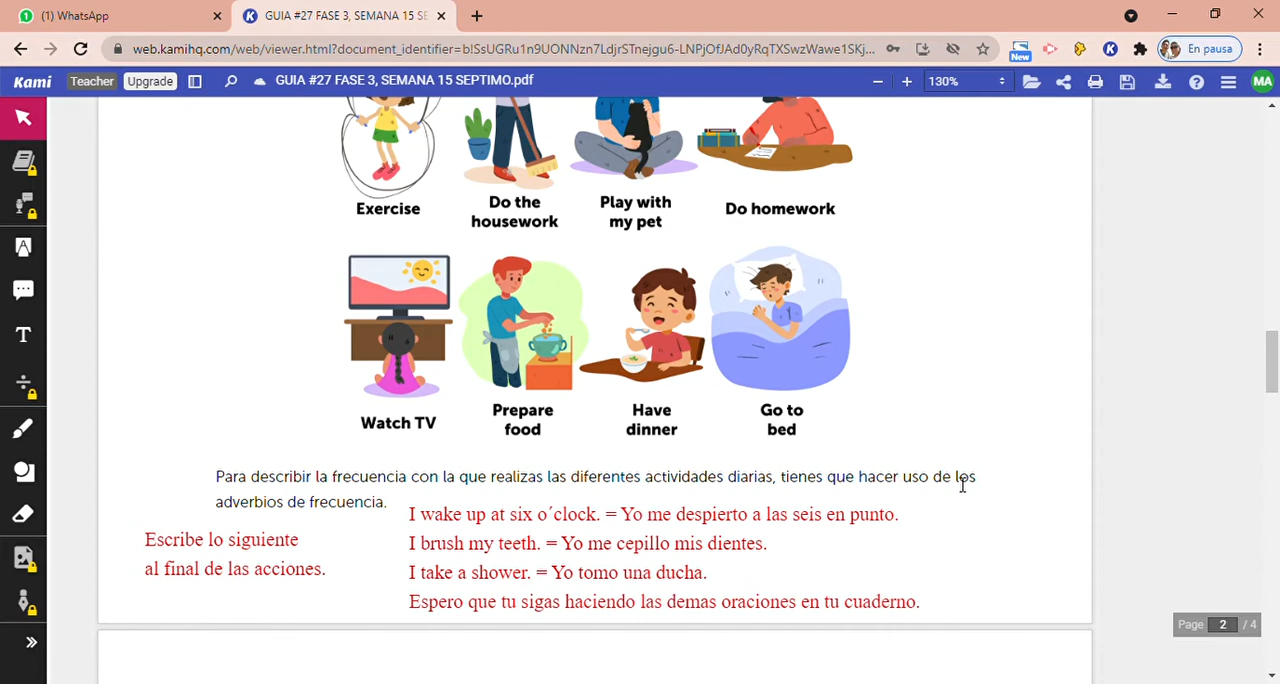 (1) WhatsApp
GUIA #27 FASE 3, SEMANA 15 SE
web.kamihq.com/web/viewer.html?document_identifier=blSsUGRu1n9UONNzn7LdjrSTnejgu6-LNPjOfJAd0yRqTXSwzWawe1SKj...
New
En pausa
Kami
Teacher
Upgrade
GUIA #27 FASE 3, SEMANA 15 SEPTIMO.pdf
130%
MA
Exercise
Do the
housework
Play with
my pet
Do homework
Watch TV
Prepare
food
Have
dinner
Go to
bed
Para describir la frecuencia con la que realizas las diferentes actividades diarias, tienes que hacer uso de los
adverbios de frecuencia.
Escribe lo siguiente
al final de las acciones.
I wake up at six o´clock. = Yo me despierto a las seis en punto.
I brush my teeth. = Yo me cepillo mis dientes.
I take a shower. = Yo tomo una ducha.
Espero que tu sigas haciendo las demas oraciones en tu cuaderno.
Page 2 / 4